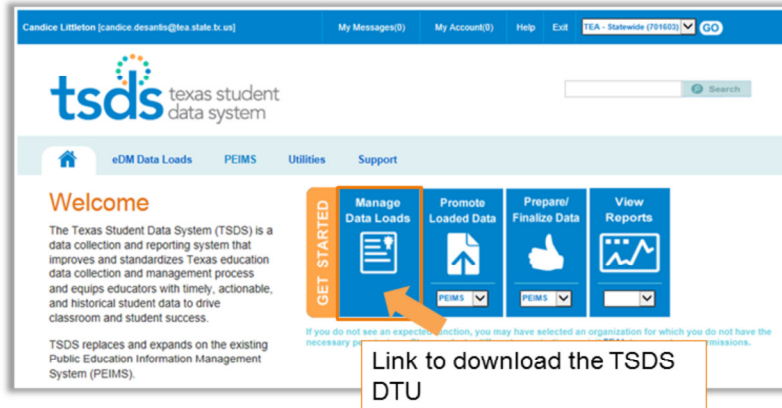 Candice Littleton [candice.desantis@tea.state.tx.us] My Messages(0) My Account(0) Help Exit TEA - Statewide (701603) GO
tsds texas student data system
Search
eDM Data Loads PEIMS Utilities Support
Welcome
The Texas Student Data System (TSDS) is a
data collection and reporting system that
improves and standardizes Texas education
data collection and management process
and equips educators with timely, actionable,
and historical student data to drive
classroom and student success.
TSDS replaces and expands on the existing
Public Education Information Management
System (PEIMS).
GET STARTED
Manage
Data Loads
Promote
Loaded Data
PEIMS
Prepare/
Finalize Data
PEIMS
View
Reports
If you do not see an expected function, you may have selected an organization for which you do not have the
necessary
Link to download the TSDS
DTU